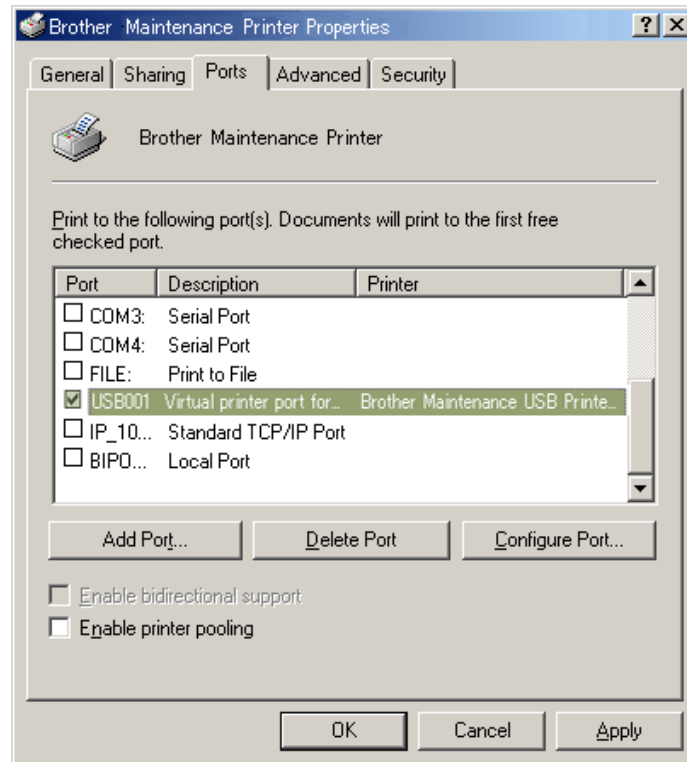 Brother Maintenance Printer Properties
General Sharing Ports Advanced Security
Brother Maintenance Printer
Print to the following port(s). Documents will print to the first free
checked port.
Port Description Printer
COM3: Serial Port
COM4: Serial Port
FILE: Print to File
USB001 Virtual printer port for... Brother Maintenance USB Printe...
IP_10... Standard TCP/IP Port
BIPO... Local Port
Add Port... Delete Port Configure Port...
Enable bidirectional support
Enable printer pooling
OK Cancel Apply